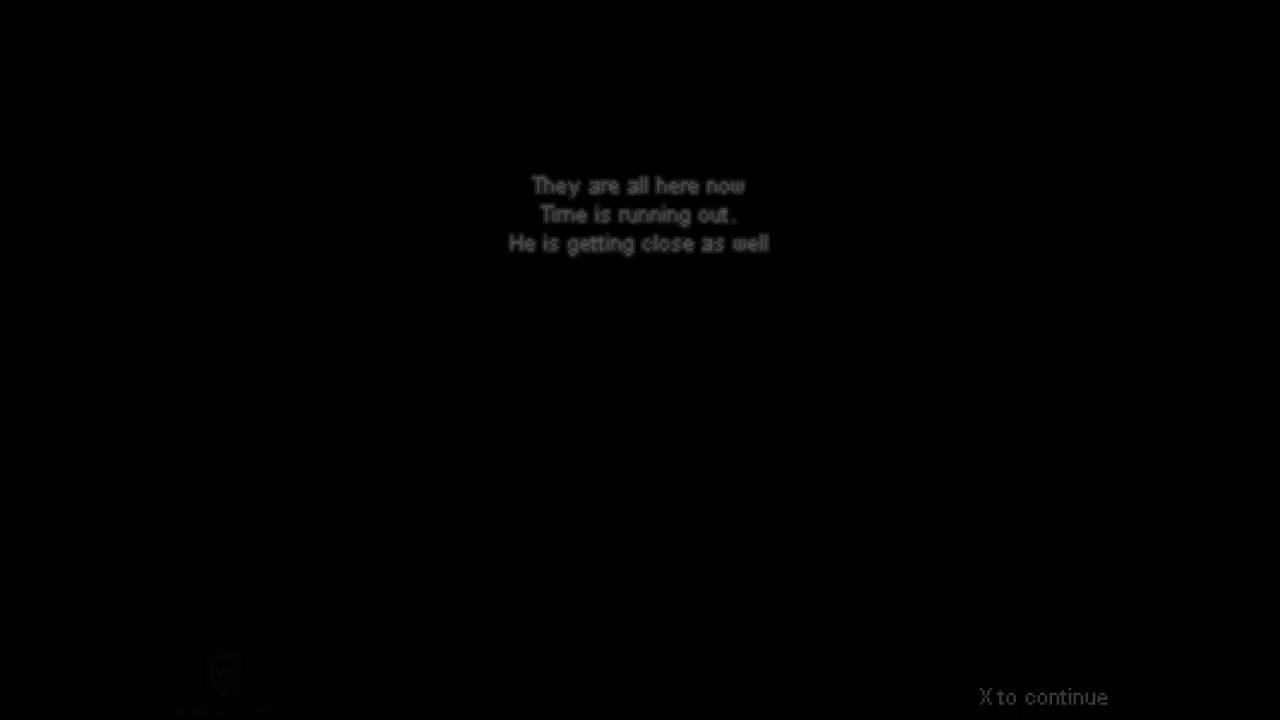 They are all here now
Time is running out.
He is getting close as well
X to continue